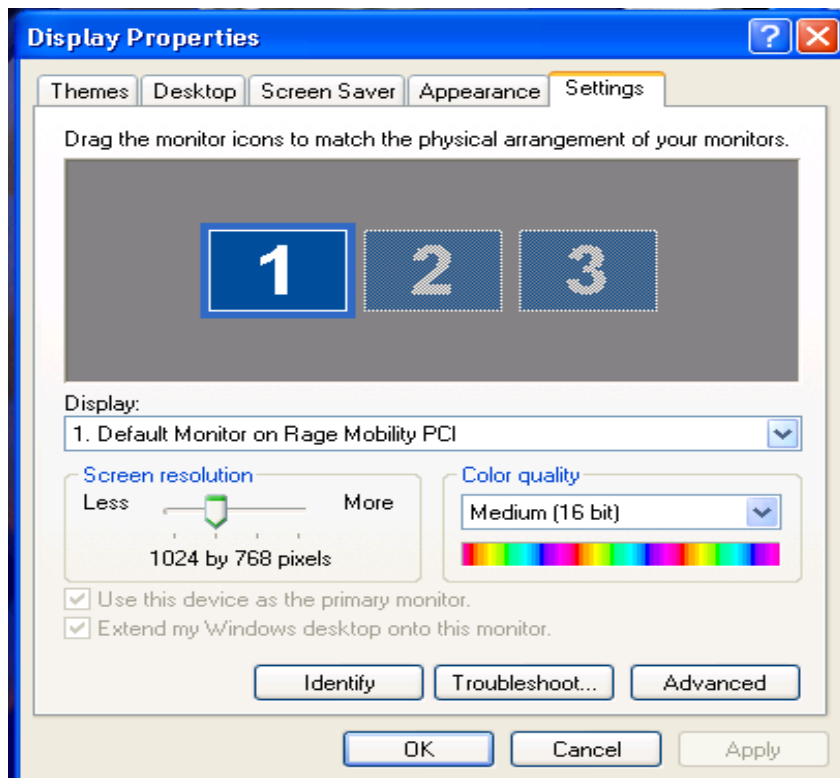 Display Properties
Themes Desktop Screen Saver Appearance Settings
Drag the monitor icons to match the physical arrangement of your monitors.
1 2 3
Display:
1. Default Monitor on Rage Mobility PCI
Screen resolution
Less More
1024 by 768 pixels
Color quality
Medium (16 bit)
Use this device as the primary monitor.
Extend my Windows desktop onto this monitor.
Identify Troubleshoot... Advanced
OK Cancel Apply